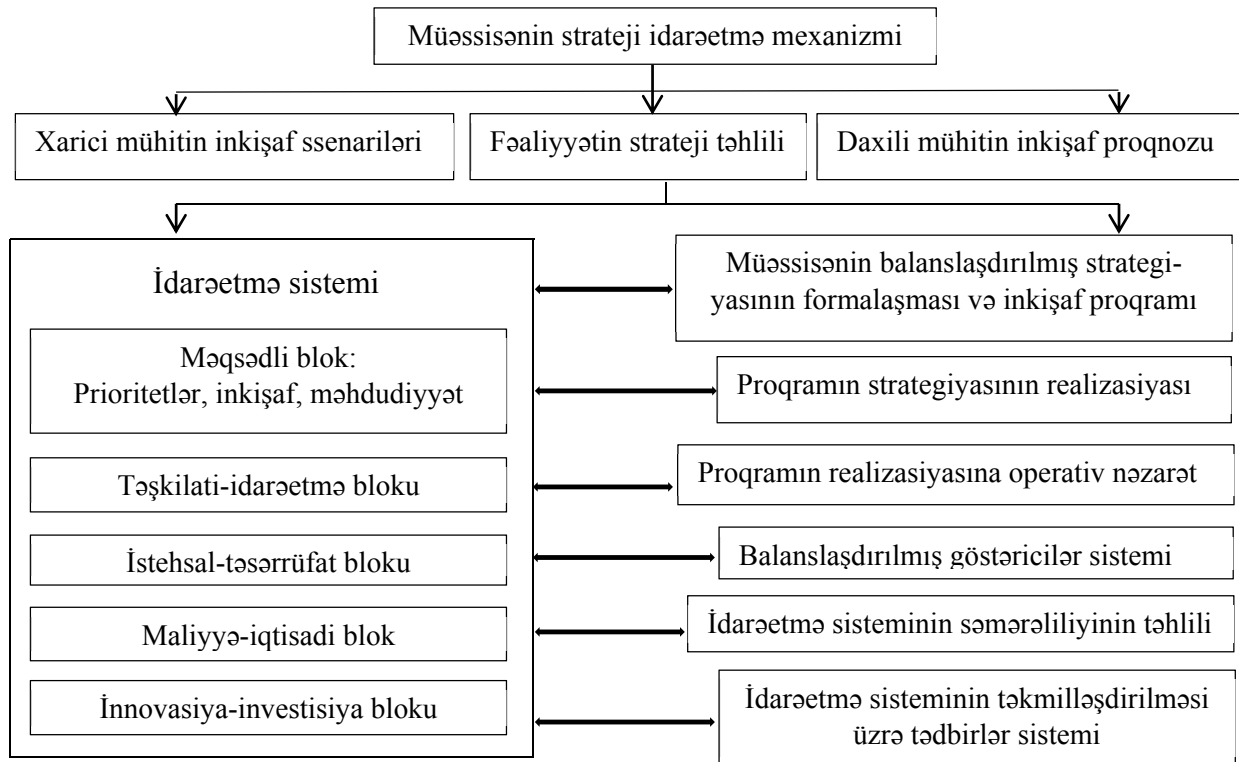 Müəssisənin strateji idarəetmə mexanizmi
Xarici mühitin inkişaf ssenariləri
Fəaliyyətin strateji təhlili
Daxili mühitin inkişaf proqnozu
İdarəetmə sistemi
Məqsədli blok:
Prioritetlər, inkişaf, məhdudiyyət
Təşkilati-idarəetmə bloku
İstehsal-təsərrüfat bloku
Maliyyə-iqtisadi blok
İnnovasiya-investisiya bloku
Müəssisənin balanslaşdırılmış strategi-
yasının formalaşması və inkişaf proqramı
Proqramın strategiyasının realizasiyası
Proqramın realizasiyasına operativ nəzarət
Balanslaşdırılmış göstəricilər sistemi
İdarəetmə sisteminin səmərəliliyinin təhlili
İdarəetmə sisteminin təkmilləşdirilməsi
üzrə tədbirlər sistemi